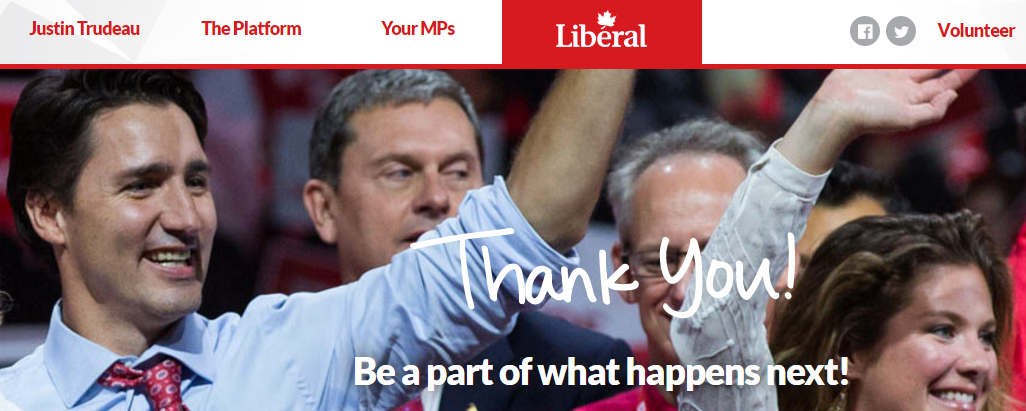 Justin Trudeau
The Platform
Your MPs
Liberal
Volunteer
Thank You!
Be a part of what happens next!